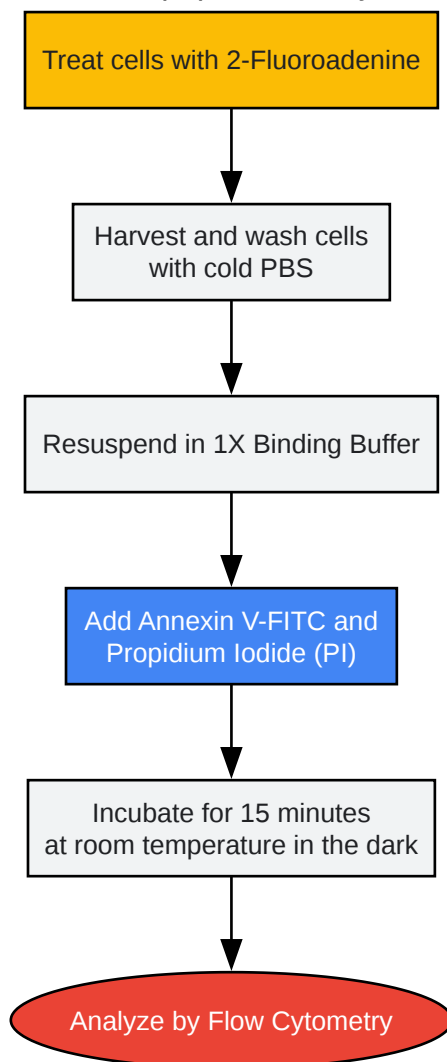 Treat cells with 2-Fluoroadenine
Harvest and wash cells
with cold PBS
Resuspend in 1X Binding Buffer
Add Annexin V-FITC and
Propidium Iodide (PI)
Incubate for 15 minutes
at room temperature in the dark
Analyze by Flow Cytometry